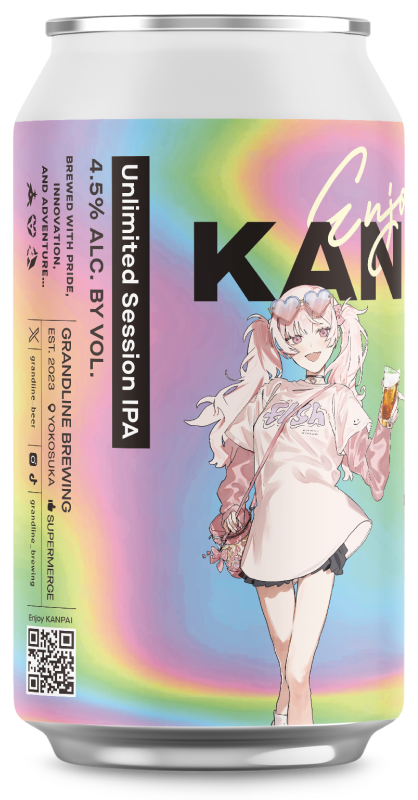 Enjo
KAN
Unlimited Session IPA
4.5% ALC. BY VOL.
BREWED WITH PRIDE,
INNOVATION,
AND ADVENTURE...
GRANDLINE BREWING
EST. 2023 YOKOSUKA SUPERMERGE
grandline_beer grandline_brewing
Enjoy KANPAI